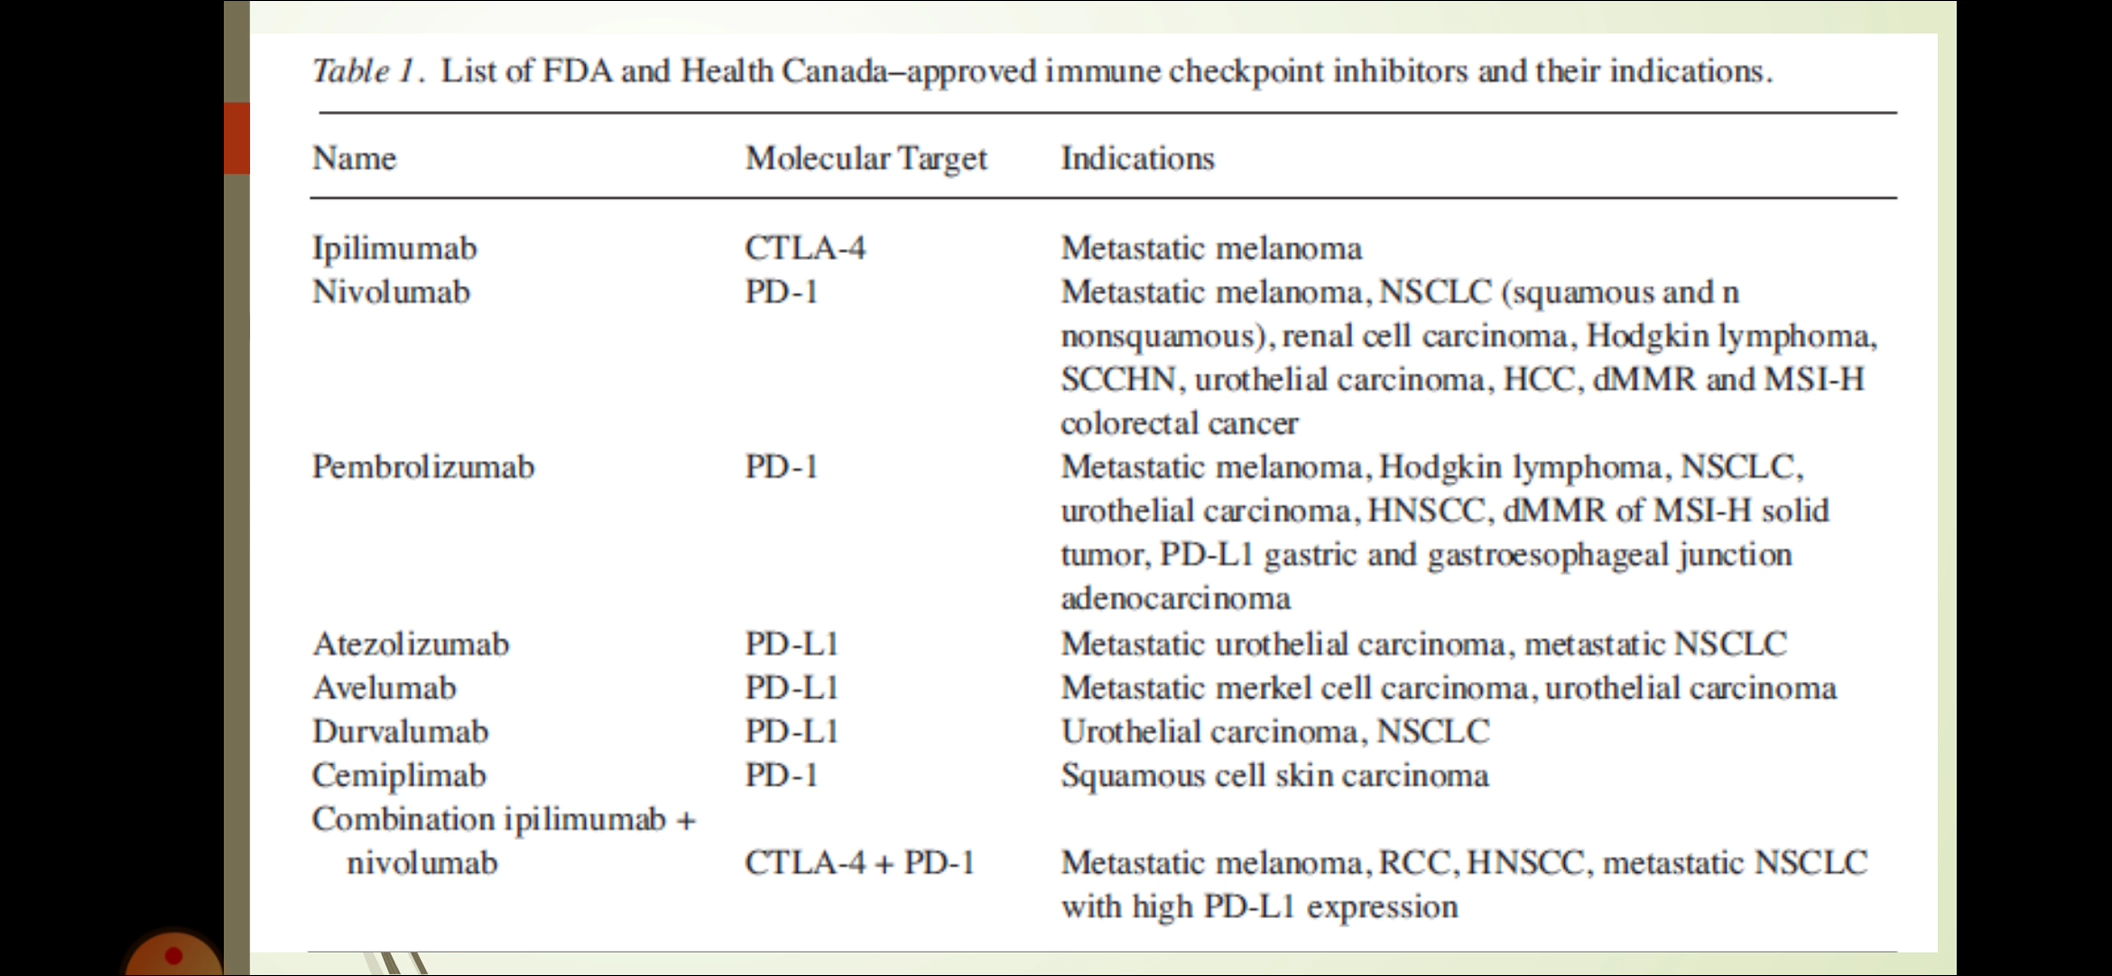 Table 1. List of FDA and Health Canada–approved immune checkpoint inhibitors and their indications.
Name Molecular Target Indications
Ipilimumab CTLA-4 Metastatic melanoma
Nivolumab PD-1 Metastatic melanoma, NSCLC (squamous and n
nonsquamous), renal cell carcinoma, Hodgkin lymphoma,
SCCHN, urothelial carcinoma, HCC, dMMR and MSI-H
colorectal cancer
Pembrolizumab PD-1 Metastatic melanoma, Hodgkin lymphoma, NSCLC,
urothelial carcinoma, HNSCC, dMMR of MSI-H solid
tumor, PD-L1 gastric and gastroesophageal junction
adenocarcinoma
Atezolizumab PD-L1 Metastatic urothelial carcinoma, metastatic NSCLC
Avelumab PD-L1 Metastatic merkel cell carcinoma, urothelial carcinoma
Durvalumab PD-L1 Urothelial carcinoma, NSCLC
Cemiplimab PD-1 Squamous cell skin carcinoma
Combination ipilimumab +
nivolumab CTLA-4 + PD-1 Metastatic melanoma, RCC, HNSCC, metastatic NSCLC
with high PD-L1 expression